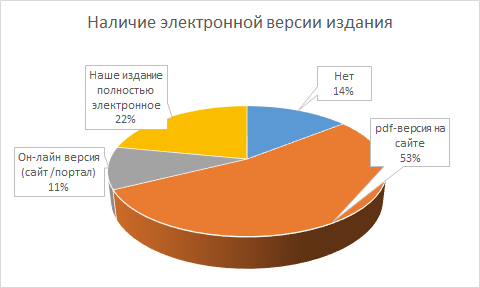 Наличие электронной версии издания
Наше издание
полностью
электронное
22%
Нет
14%
pdf-версия на
сайте
53%
Он-лайн версия
(сайт /портал)
11%